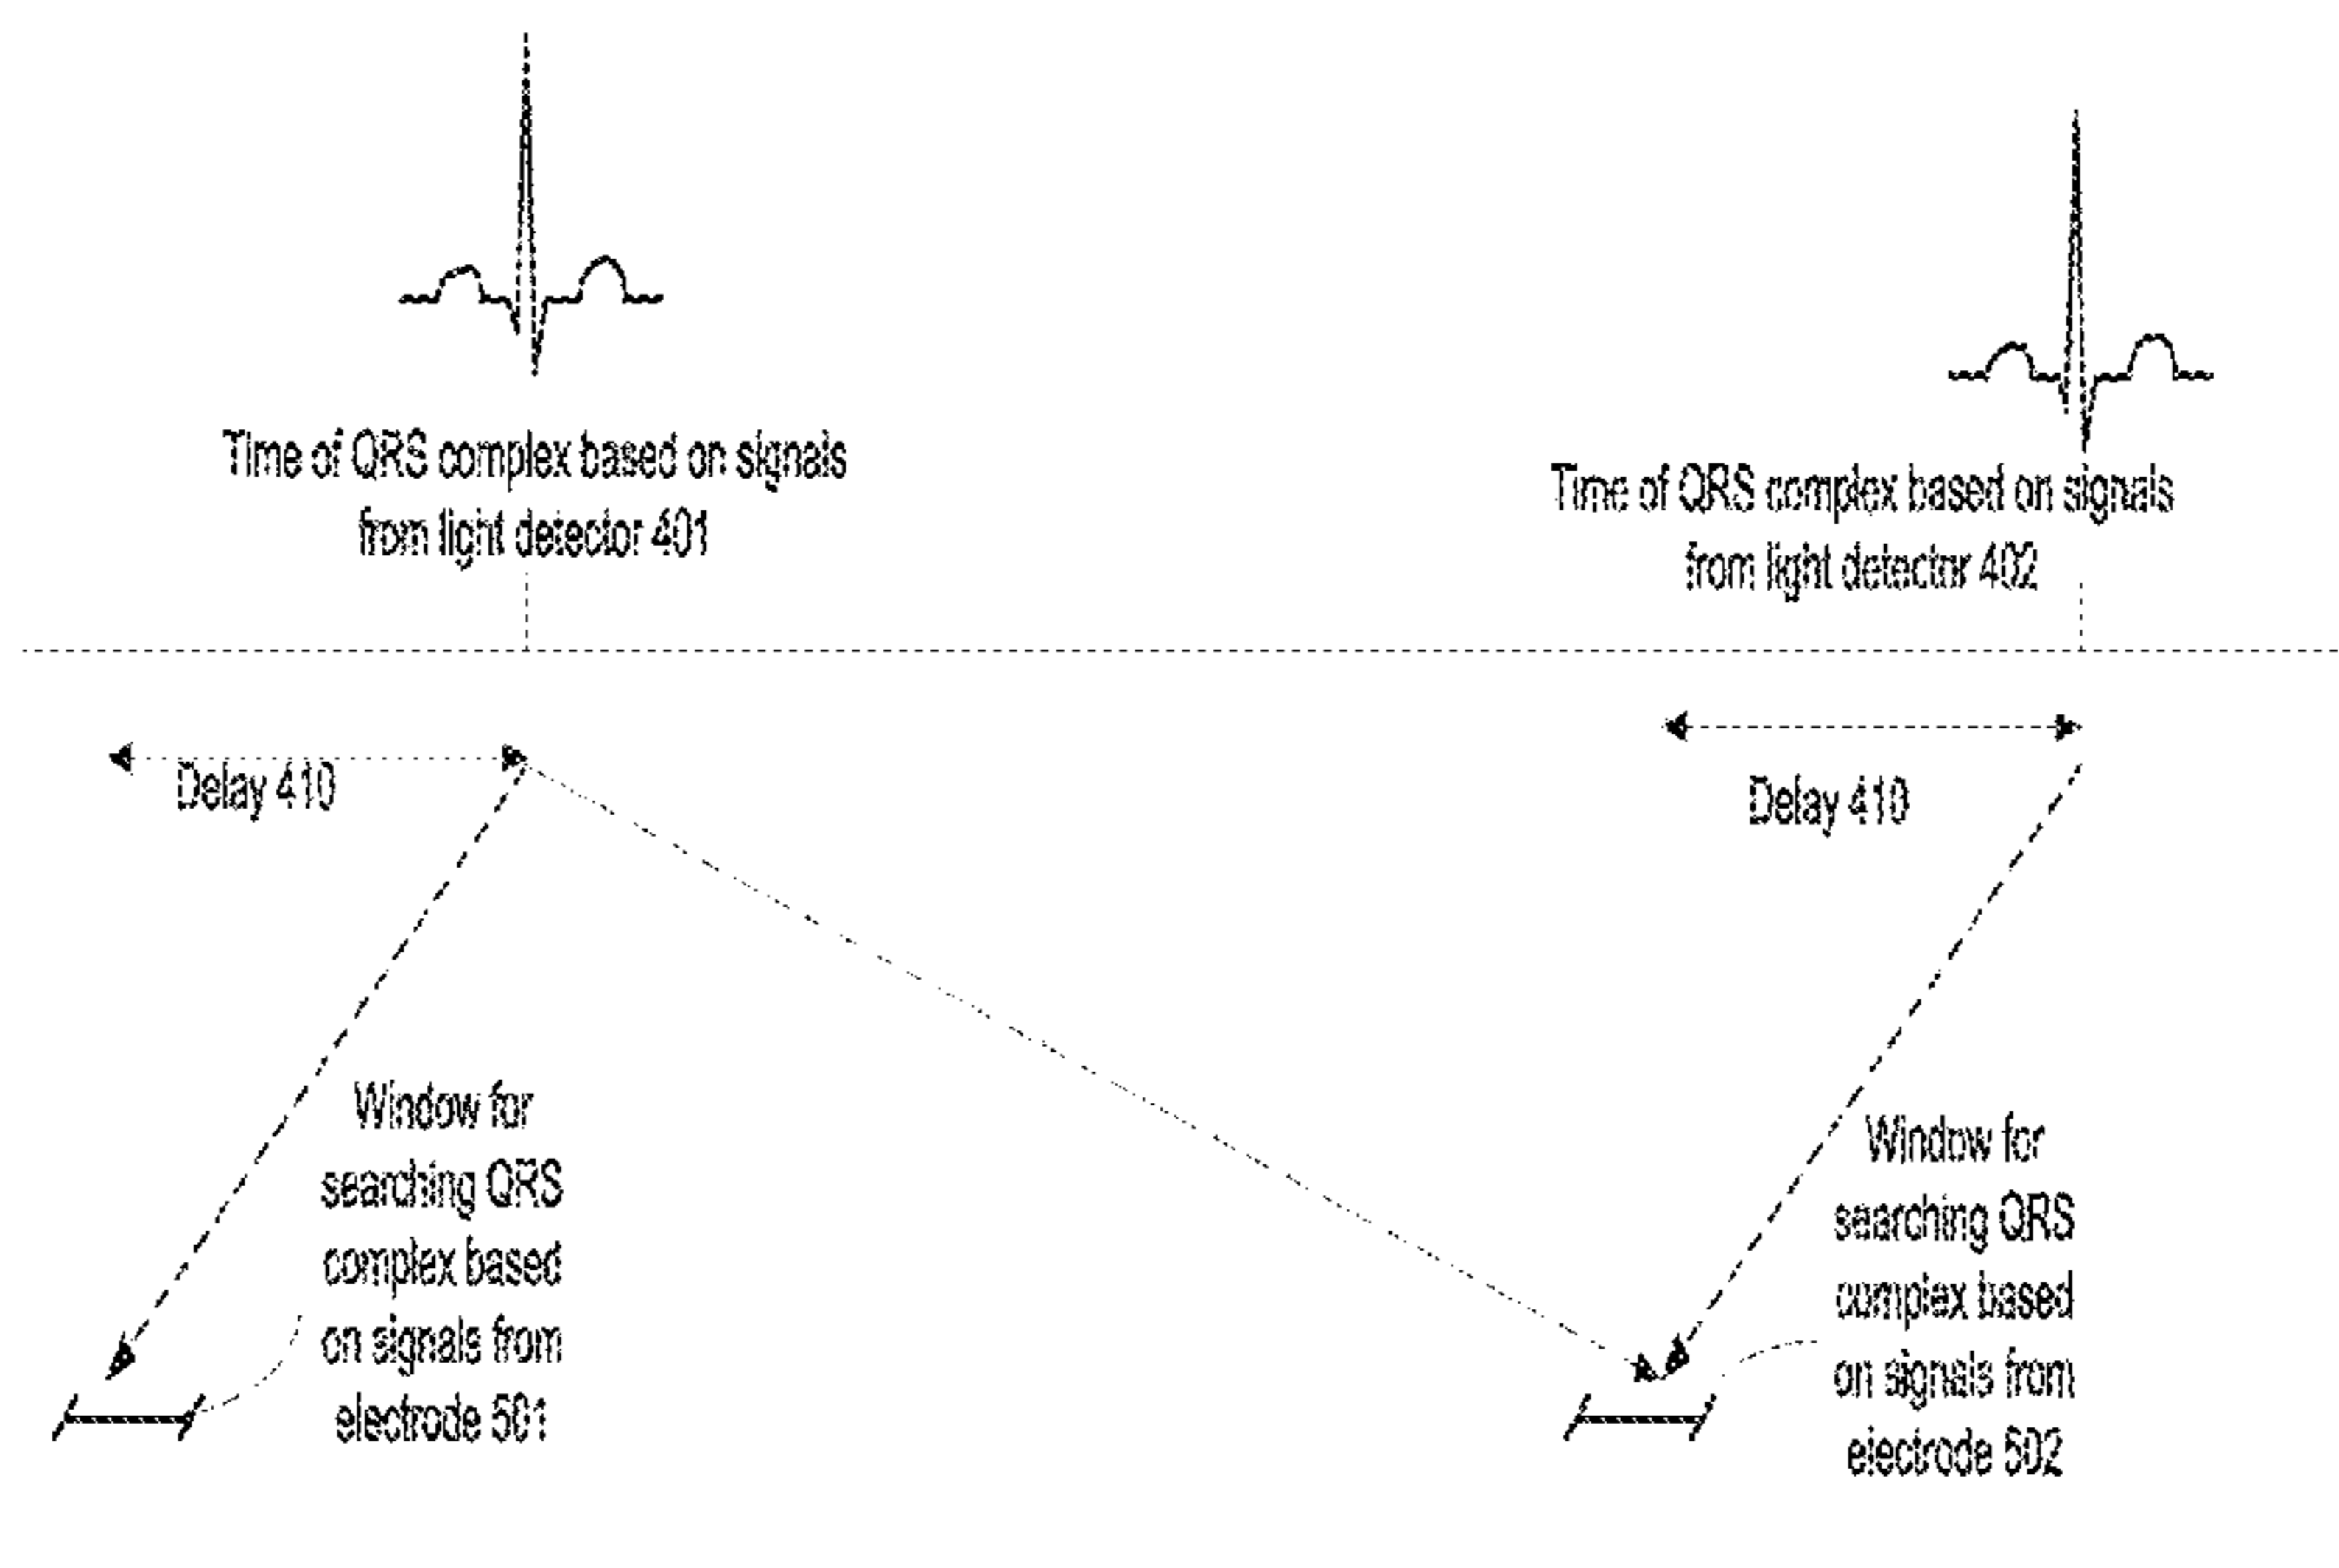 Time of QRS complex based on signals
from light detector 401
Time of QRS complex based on signals
from light detector 402
Delay 410
Delay 410
Window for
searching QRS
complex based
on signals from
electrode 501
Window for
searching QRS
complex based
on signals from
electrode 502